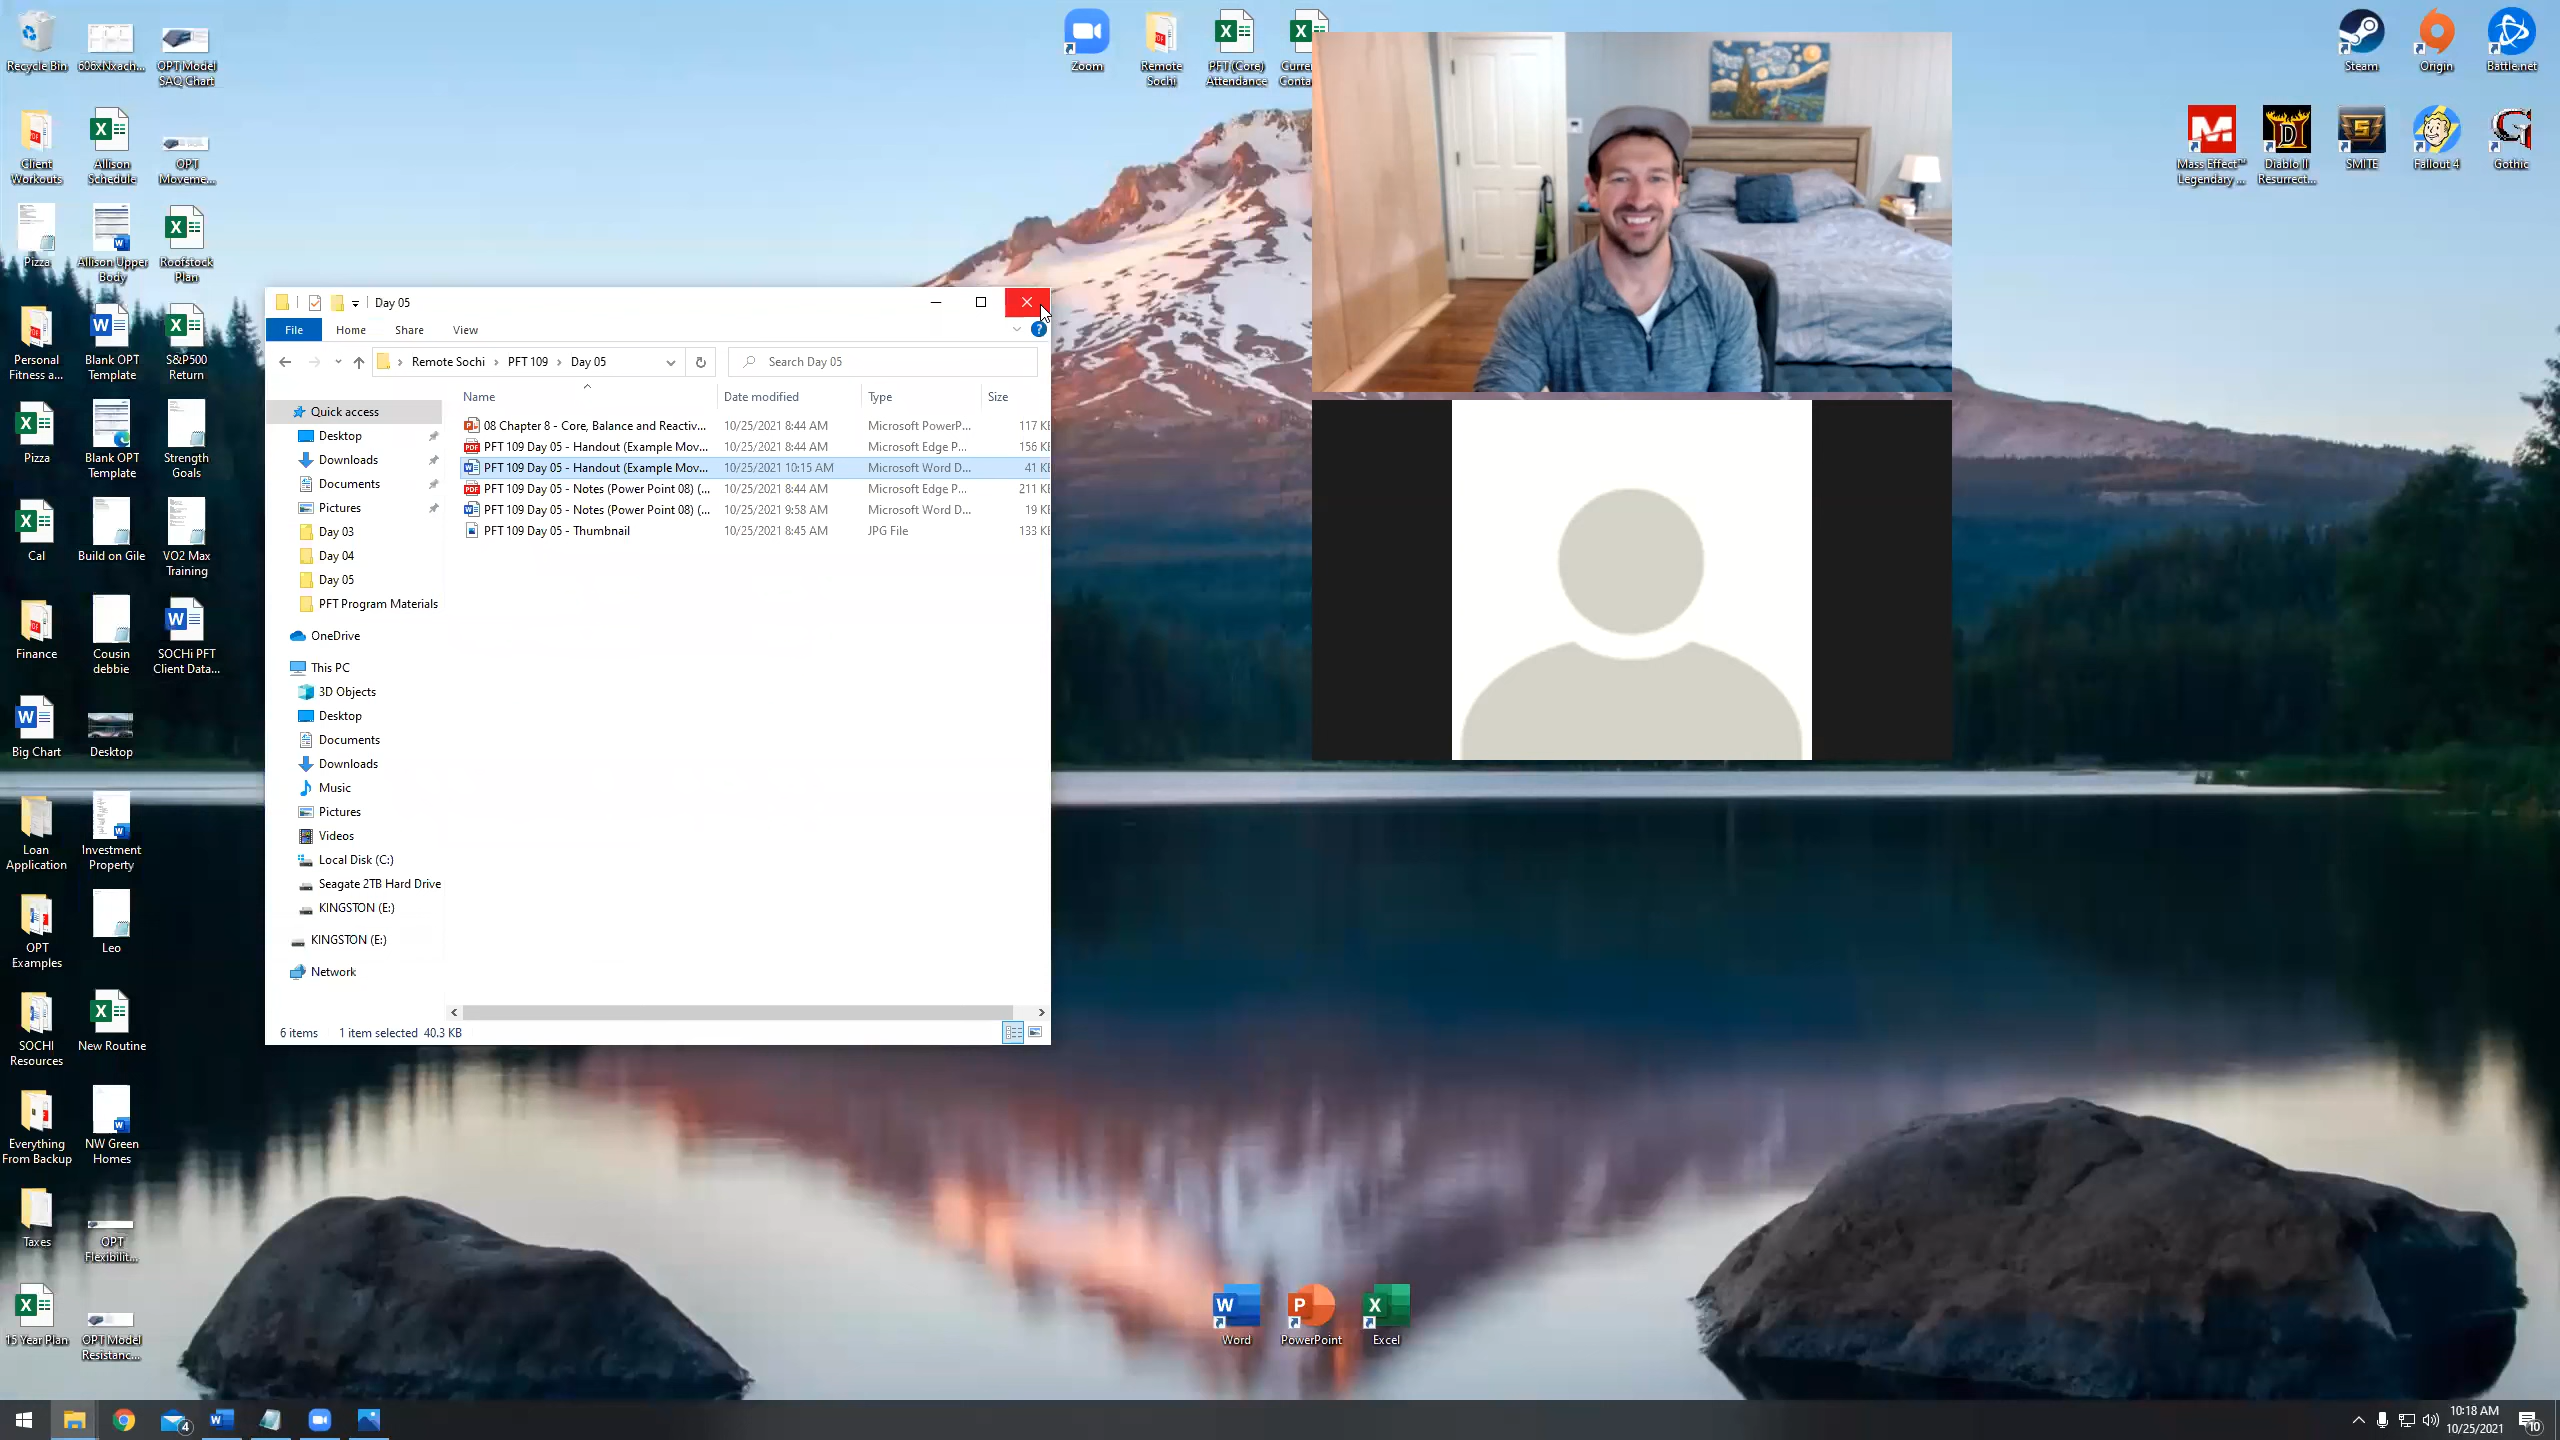 Recycle Bin
606xNxach...
OPT Model
SAQ Chart
Zoom
Remote
Sochi
PFT (Core)
Attendance
Curre
Conta
Steam
Origin
Battle.net
Client
Workouts
Allison
Schedule
OPT
Moveme...
Mass Effect™
Legendary ...
Diablo II
Resurrect...
SMITE
Fallout 4
Gothic
Pizza
Allison Upper
Body
Roofstock
Plan
Personal
Fitness a...
Blank OPT
Template
S&P500
Return
Pizza
Blank OPT
Template
Strength
Goals
Cal
Build on Gile
VO2 Max
Training
Finance
Cousin
debbie
SOCHi PFT
Client Data...
Big Chart
Desktop
Loan
Application
Investment
Property
OPT
Examples
Leo
SOCHI
Resources
New Routine
Everything
From Backup
NW Green
Homes
Taxes
OPT
Flexibilit...
15 Year Plan
OPT Model
Resistanc...
Day 05
File
Home
Share
View
Remote Sochi
PFT 109
Day 05
Search Day 05
Name
Date modified
Type
Size
08 Chapter 8 - Core, Balance and Reactiv...
10/25/2021 8:44 AM
Microsoft PowerP...
117 KB
PFT 109 Day 05 - Handout (Example Mov...
10/25/2021 8:44 AM
Microsoft Edge P...
156 KB
PFT 109 Day 05 - Handout (Example Mov...
10/25/2021 10:15 AM
Microsoft Word D...
41 KB
PFT 109 Day 05 - Notes (Power Point 08) (...
10/25/2021 8:44 AM
Microsoft Edge P...
211 KB
PFT 109 Day 05 - Notes (Power Point 08) (...
10/25/2021 9:58 AM
Microsoft Word D...
19 KB
PFT 109 Day 05 - Thumbnail
10/25/2021 8:45 AM
JPG File
133 KB
Quick access
Desktop
Downloads
Documents
Pictures
Day 03
Day 04
Day 05
PFT Program Materials
OneDrive
This PC
3D Objects
Desktop
Documents
Downloads
Music
Pictures
Videos
Local Disk (C:)
Seagate 2TB Hard Drive
KINGSTON (E:)
KINGSTON (E:)
Network
6 items
1 item selected 40.3 KB
Word
PowerPoint
Excel
4
10:18 AM
10/25/2021
10